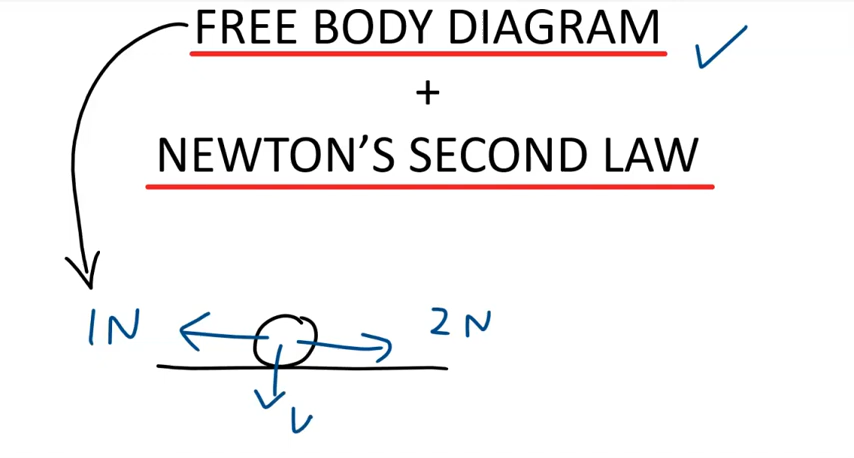 FREE BODY DIAGRAM
+
NEWTON'S SECOND LAW
1N
2N